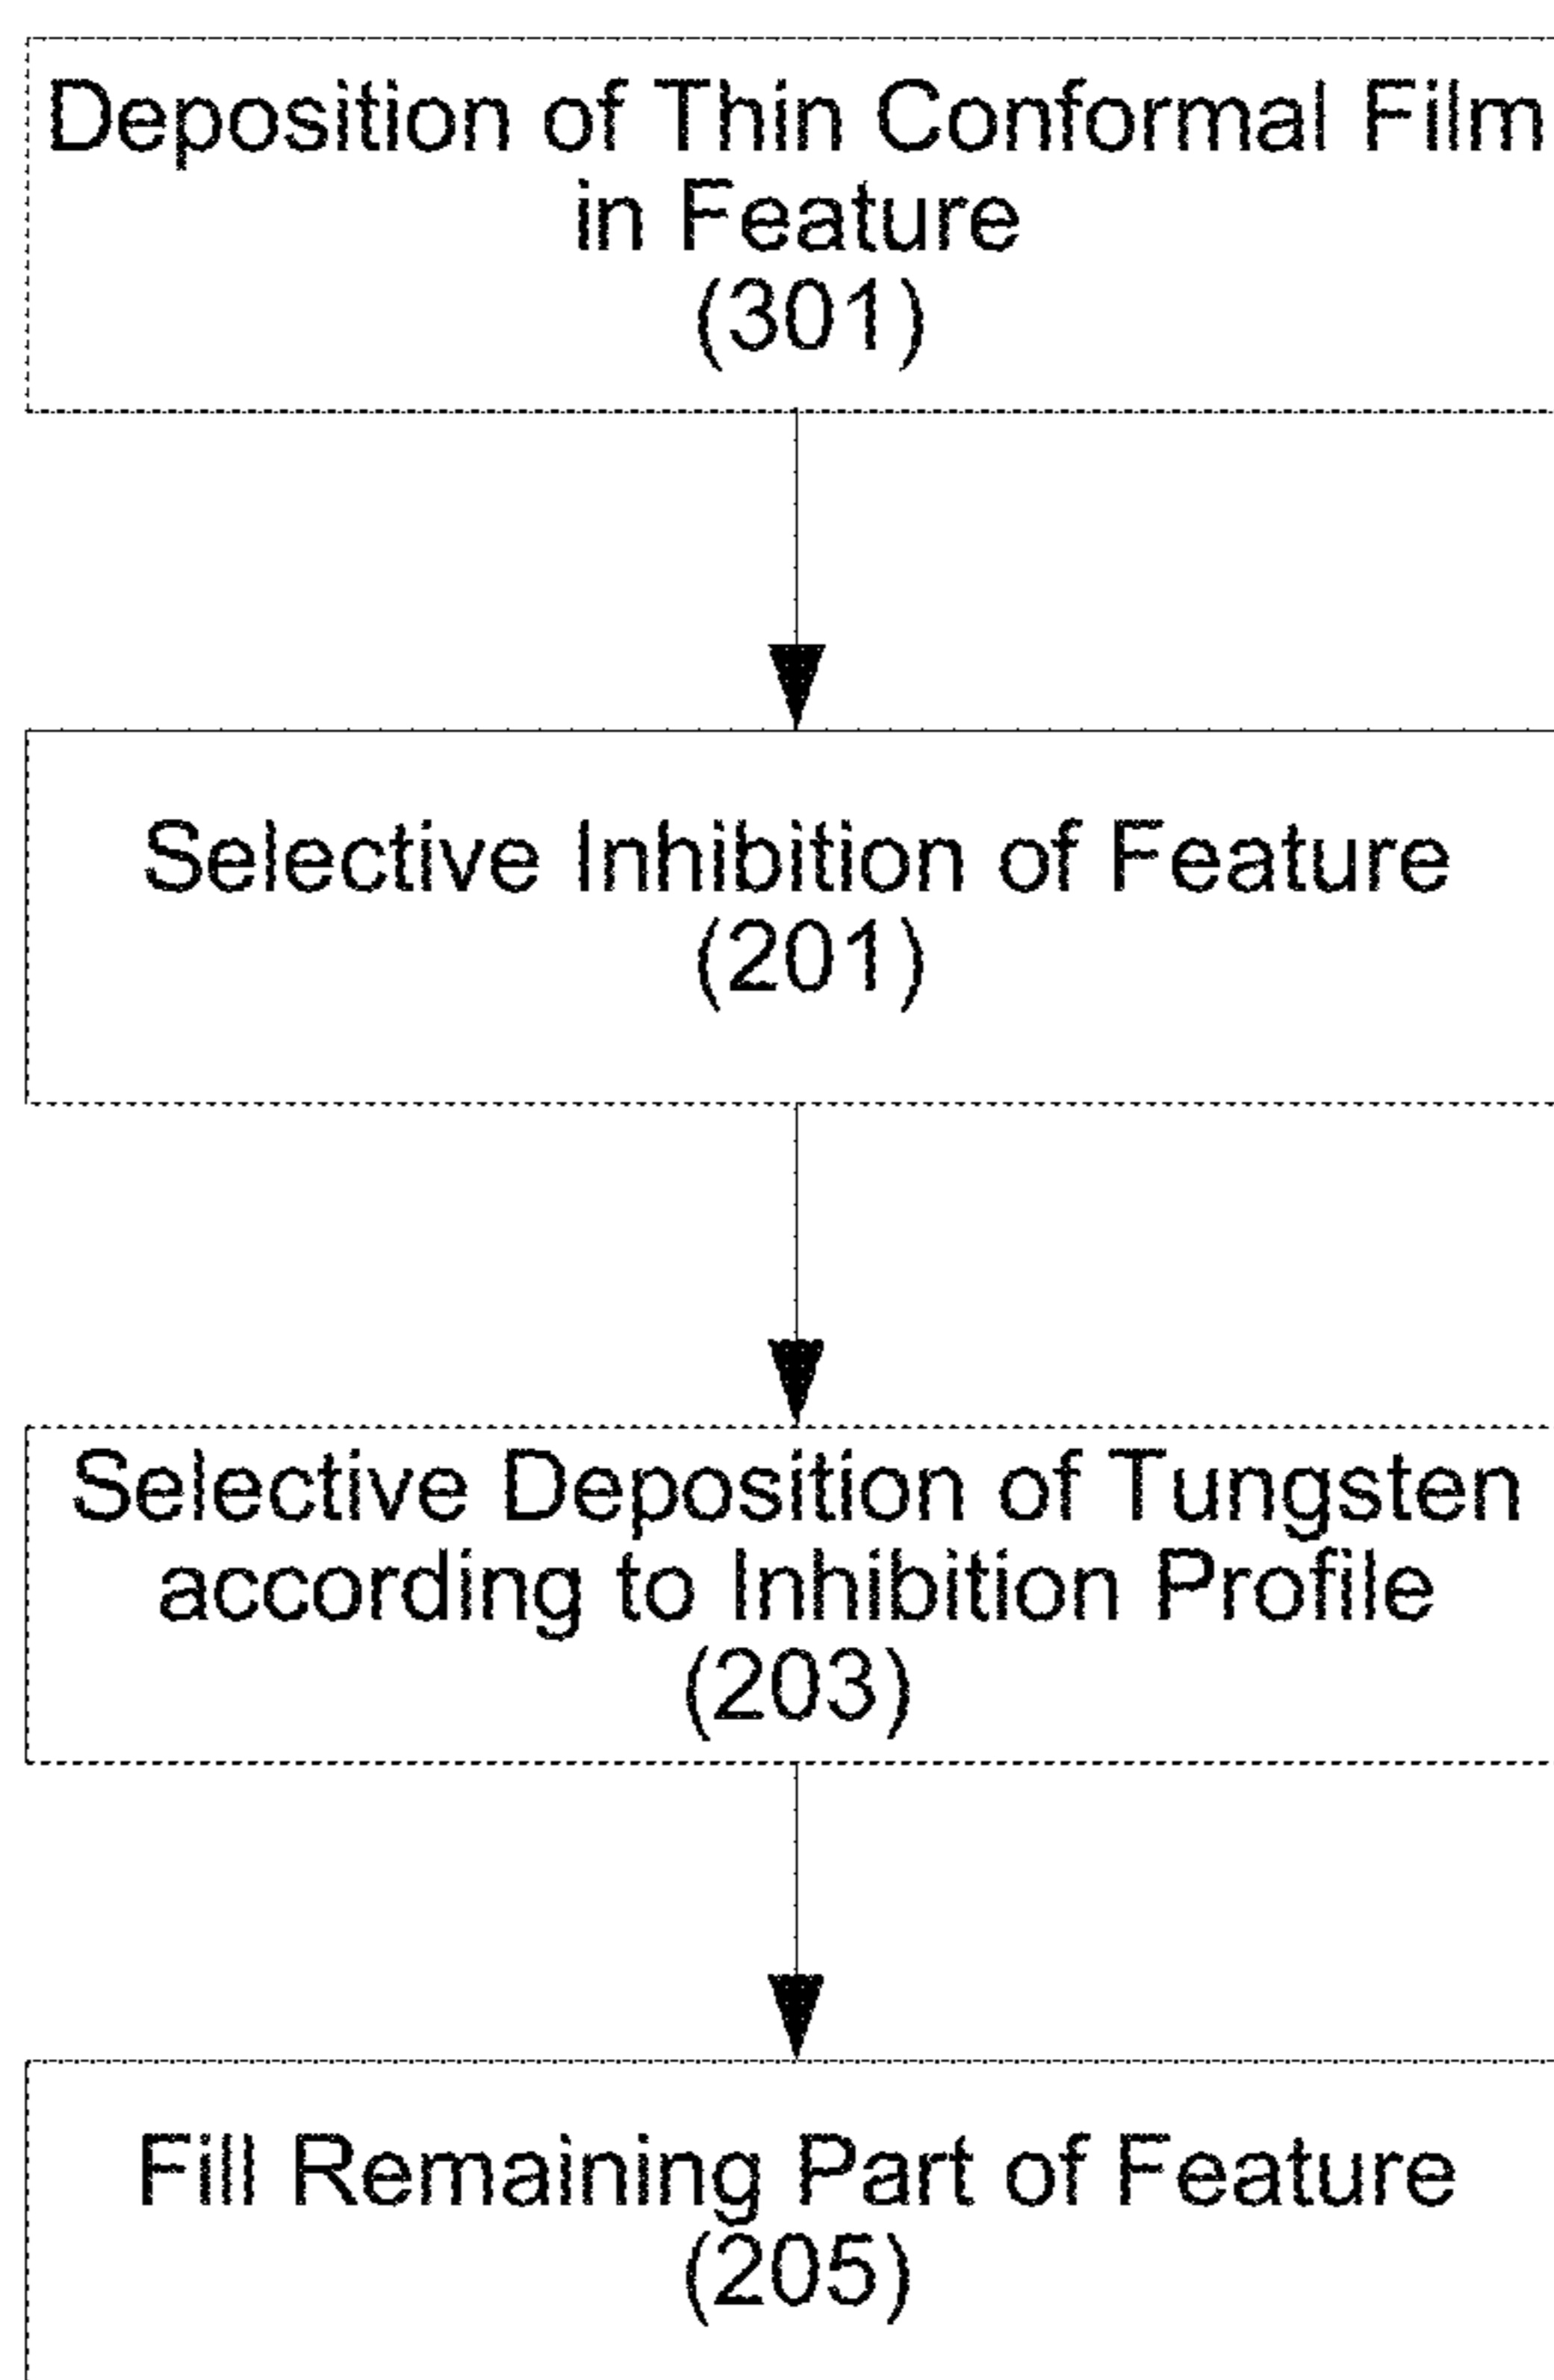 Deposition of Thin Conformal Film
in Feature
(301)
Selective Inhibition of Feature
(201)
Selective Deposition of Tungsten
according to Inhibition Profile
(203)
Fill Remaining Part of Feature
(205)